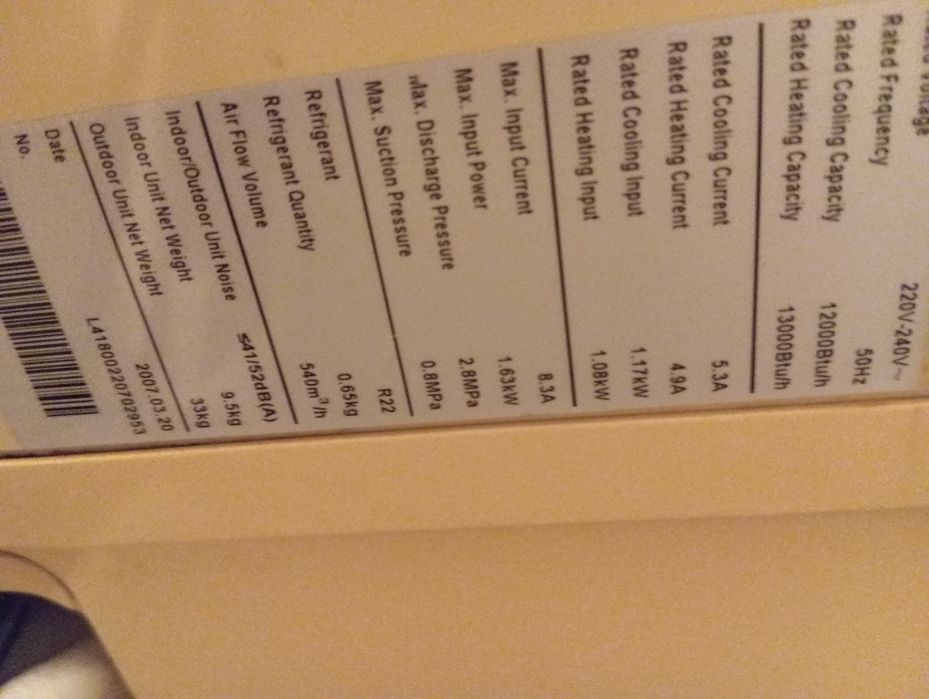 Voltage 220V-240V~
Rated Frequency 50Hz
Rated Cooling Capacity 12000Btu/h
Rated Heating Capacity 13000Btu/h
Rated Cooling Current 5.3A
Rated Heating Current 4.9A
Rated Cooling Input 1.17kW
Rated Heating Input 1.08kW
Max. Input Current 8.3A
Max. Input Power 1.63kW
Max. Discharge Pressure 2.8MPa
Max. Suction Pressure 0.8MPa
Refrigerant R22
Refrigerant Quantity 0.65kg
Air Flow Volume 540m³/h
Indoor/Outdoor Unit Noise ≤41/52dB(A)
Indoor Unit Net Weight 9.5kg
Outdoor Unit Net Weight 33kg
Date 2007.03.20
No. L41800220702953